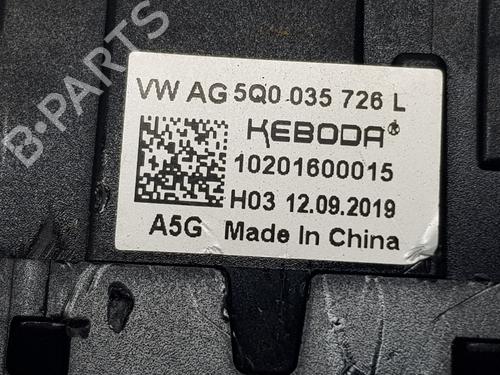 B-PARTS
VW AG 5Q0 035 726 L
KEBODA®
10201600015
H03 12.09.2019
A5G Made In China